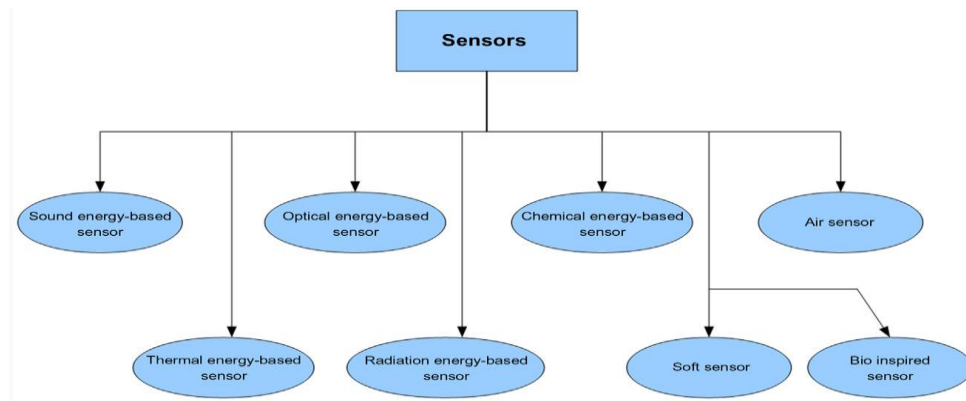 Sensors
Sound energy-based
sensor
Optical energy-based
sensor
Chemical energy-based
sensor
Air sensor
Thermal energy-based
sensor
Radiation energy-based
sensor
Soft sensor
Bio inspired
sensor